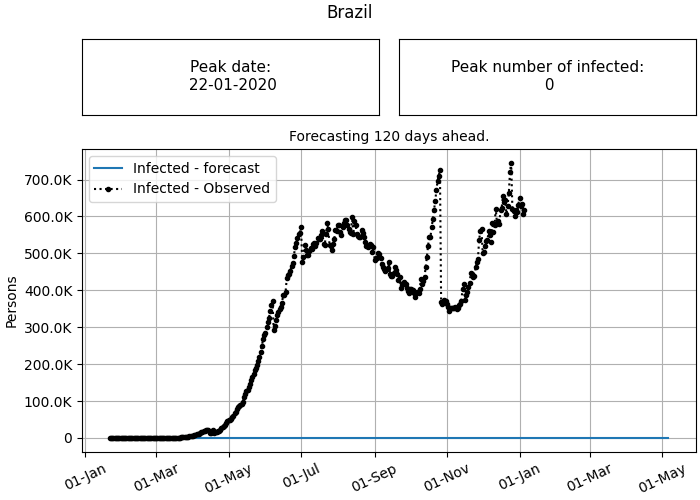 Brazil
Peak date:
22-01-2020
Peak number of infected:
0
Forecasting 120 days ahead.
Infected - forecast
Infected - Observed
700.0K
600.0K
500.0K
400.0K
300.0K
200.0K
100.0K
0
Persons
01-Jan
01-Mar
01-May
01-Jul
01-Sep
01-Nov
01-Jan
01-Mar
01-May